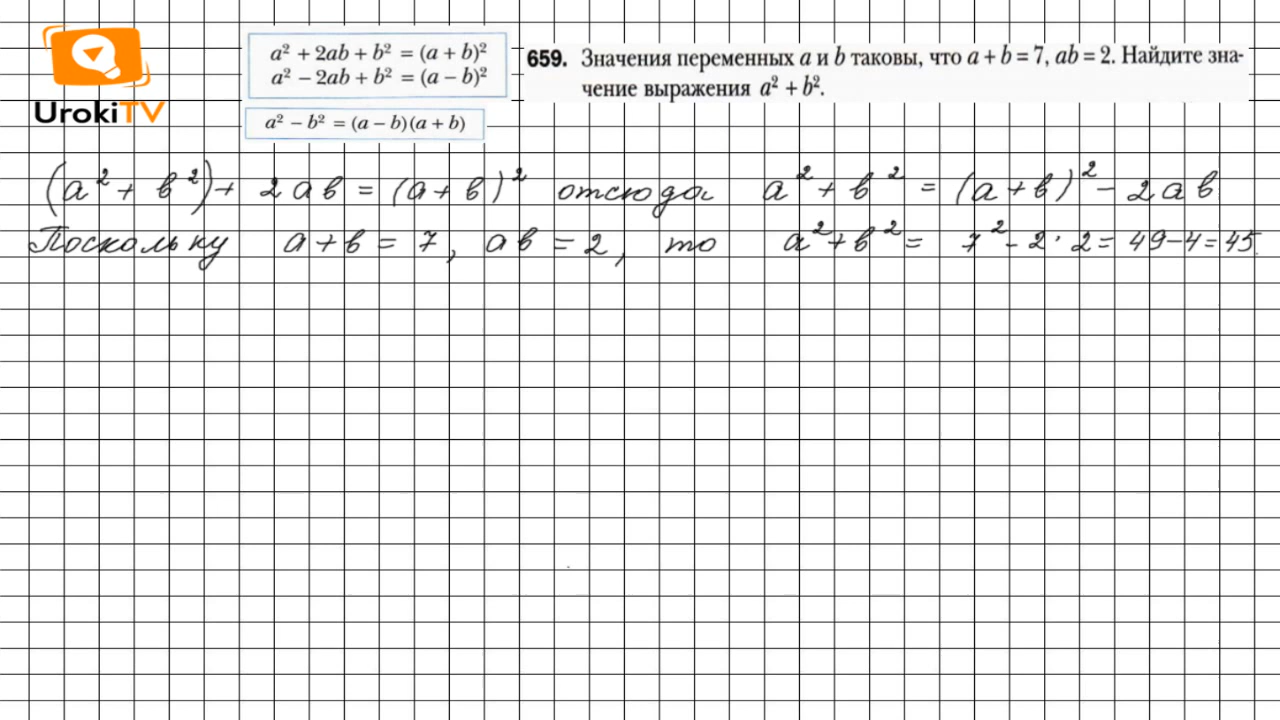 UrokiTV
a² + 2ab + b² = (a + b)²
a² − 2ab + b² = (a − b)²
a² − b² = (a − b)(a + b)
659. Значения переменных a и b таковы, что a + b = 7, ab = 2. Найдите зна-
чение выражения a² + b².
(a² + b²) + 2ab = (a + b)² отсюда a² + b² = (a + b)² − 2ab
Поскольку a + b = 7, ab = 2, то a² + b² = 7² − 2 · 2 = 49 − 4 = 45